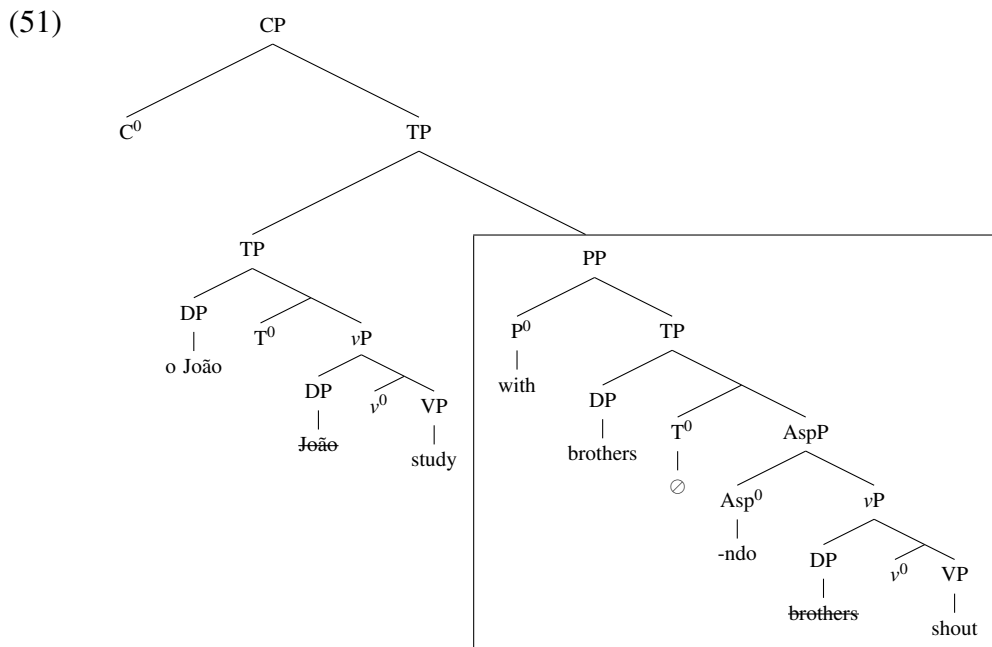 (51)
CP
C⁰ TP
TP PP
DP T⁰ vP P⁰ TP
o João DP v⁰ VP with DP T⁰ AspP
João study brothers ∅ Asp⁰ vP
-ndo DP v⁰ VP
brothers shout